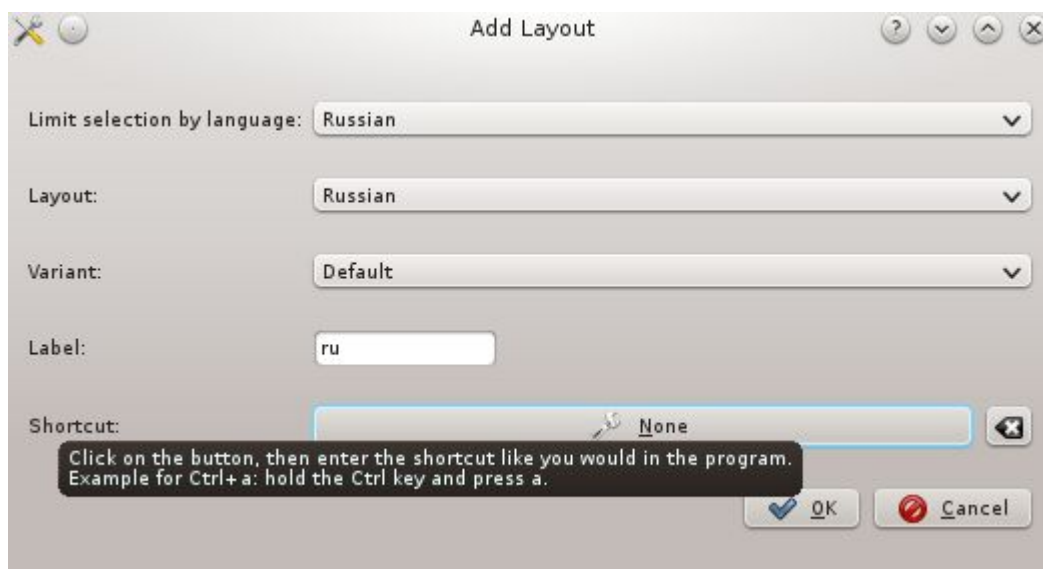 Add Layout
Limit selection by language: Russian
Layout: Russian
Variant: Default
Label: ru
Shortcut: None
Click on the button, then enter the shortcut like you would in the program.
Example for Ctrl+a: hold the Ctrl key and press a.
OK Cancel